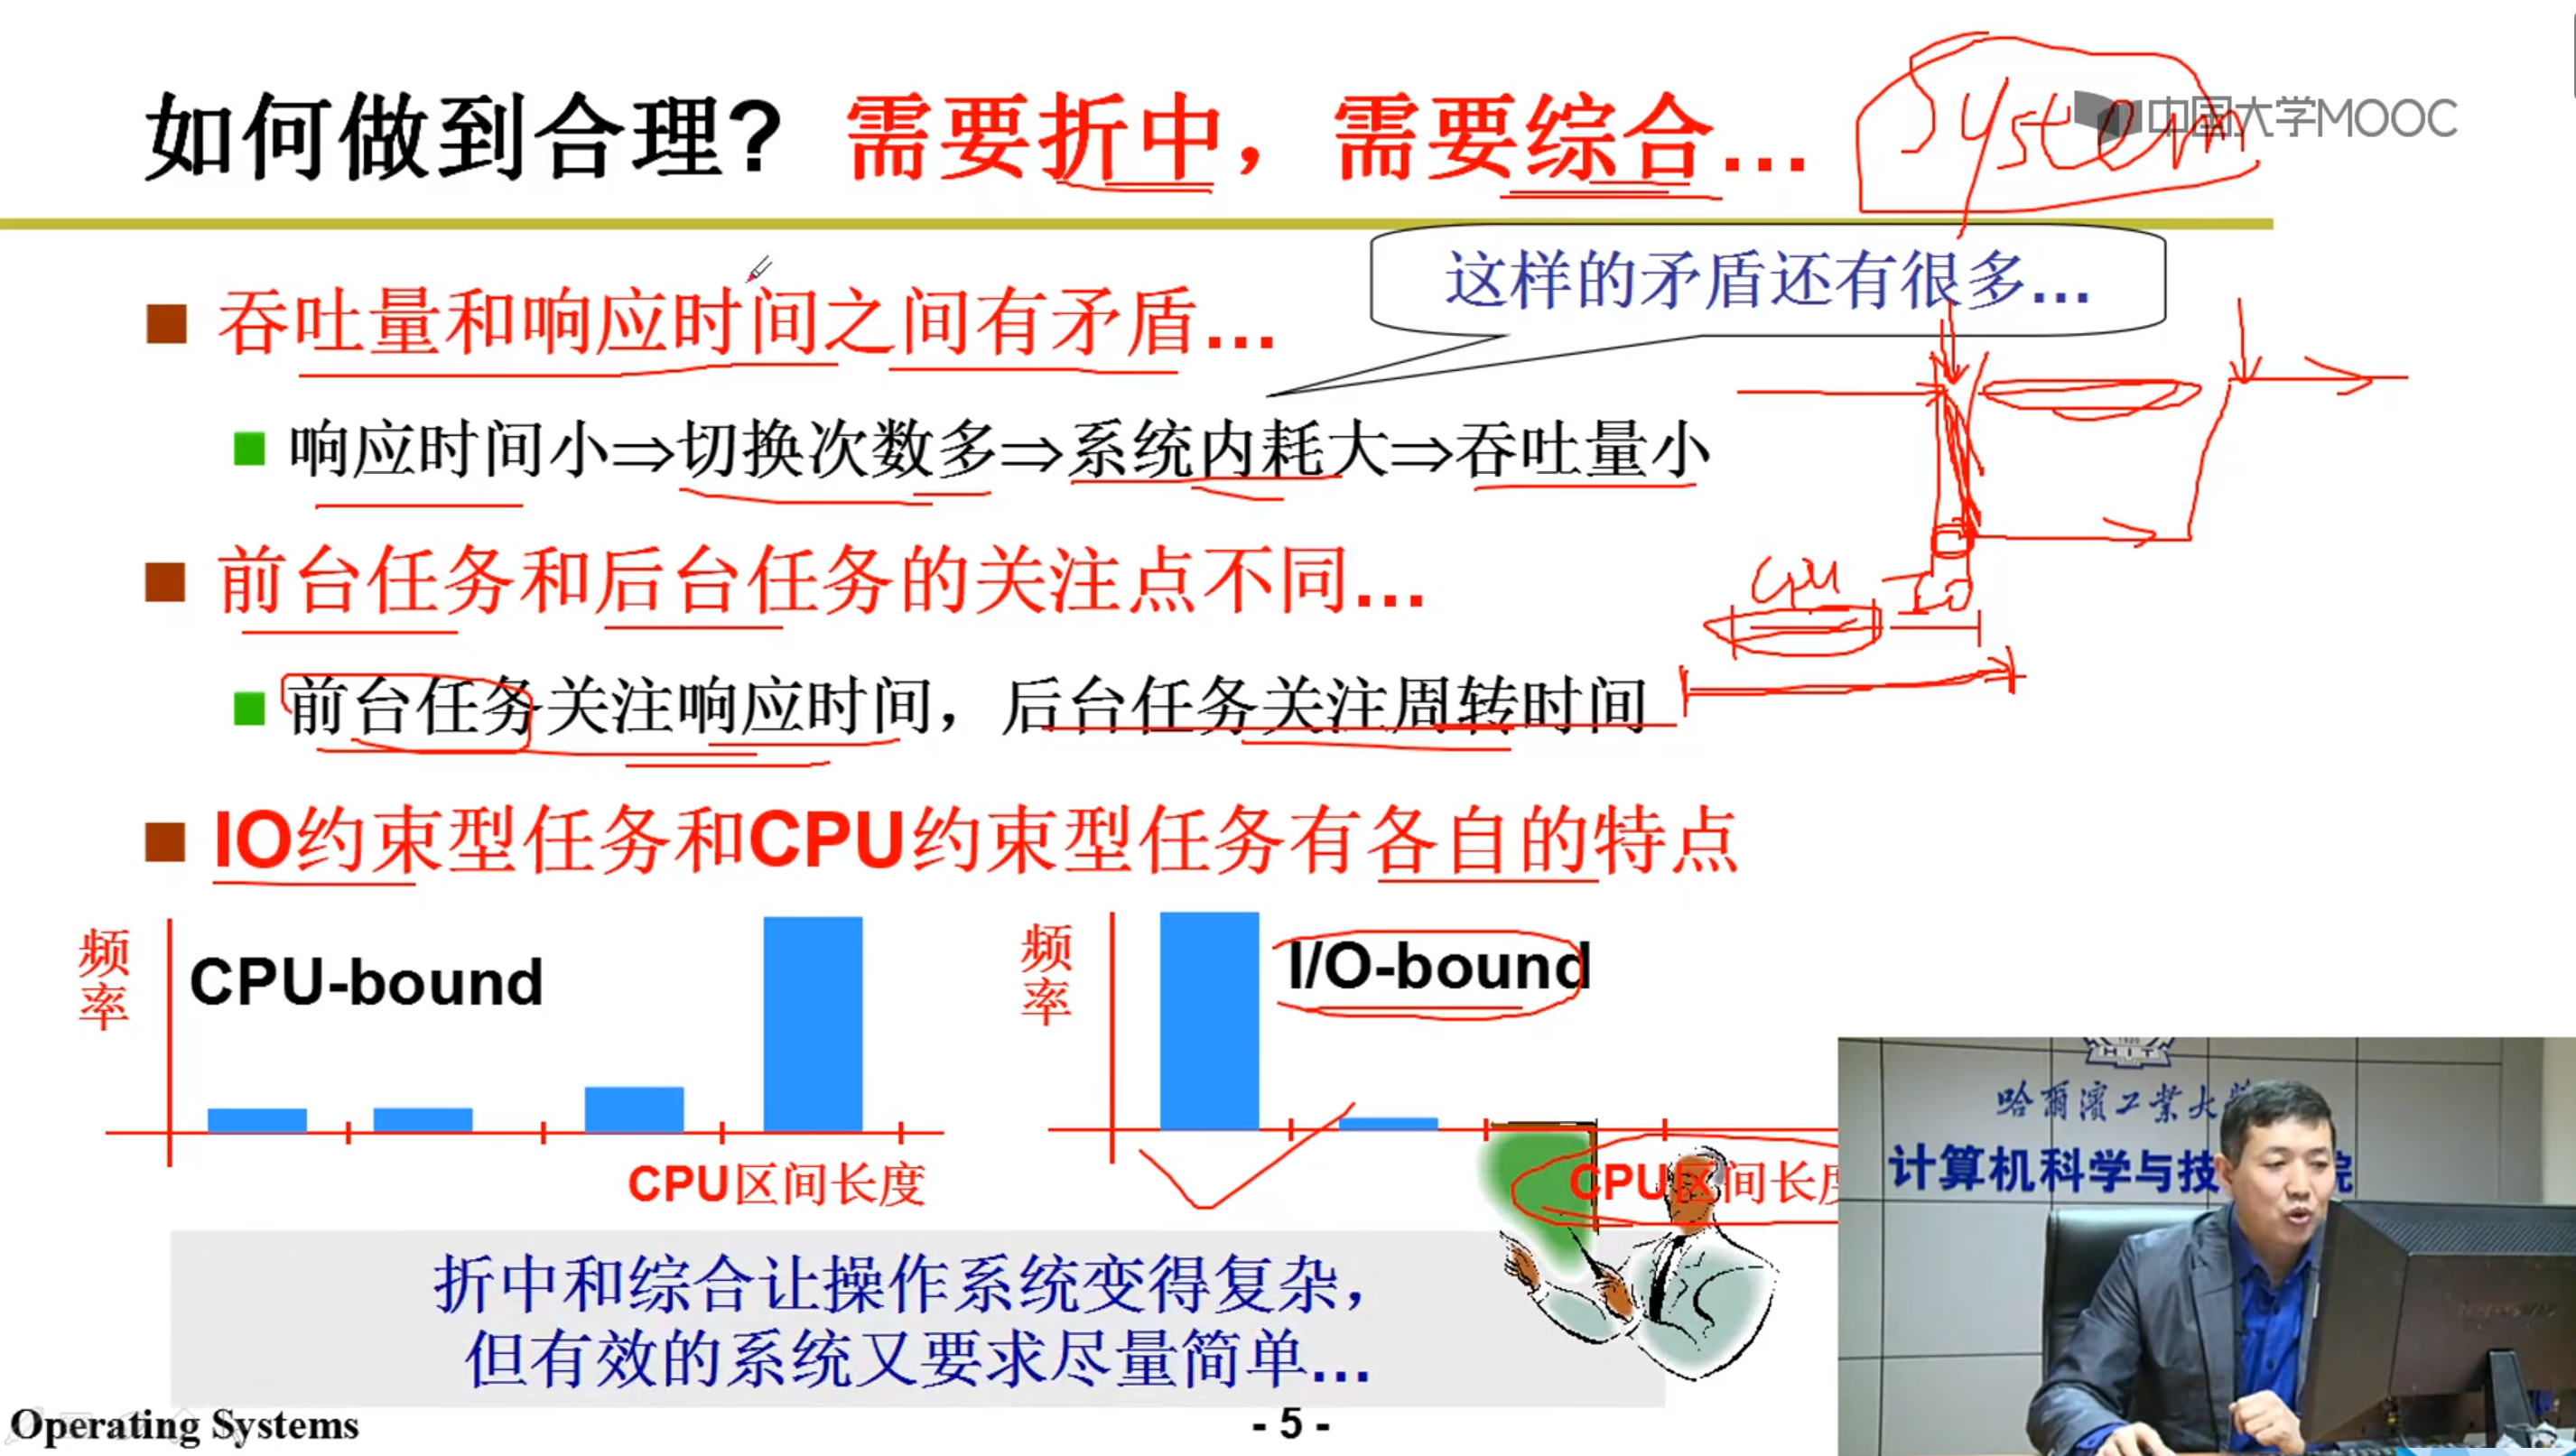 如何做到合理? 需要折中，需要综合...
System
中国大学MOOC
这样的矛盾还有很多...
吞吐量和响应时间之间有矛盾...
响应时间小⇒切换次数多⇒系统内耗大⇒吞吐量小
前台任务和后台任务的关注点不同...
CPU
前台任务关注响应时间，后台任务关注周转时间
IO约束型任务和CPU约束型任务有各自的特点
频率
CPU-bound
CPU区间长度
频率
I/O-bound
CPU区间长度
1920
HIT
哈尔滨工业大学
计算机科学与技 院
折中和综合让操作系统变得复杂，
但有效的系统又要求尽量简单...
Operating Systems
- 5 -